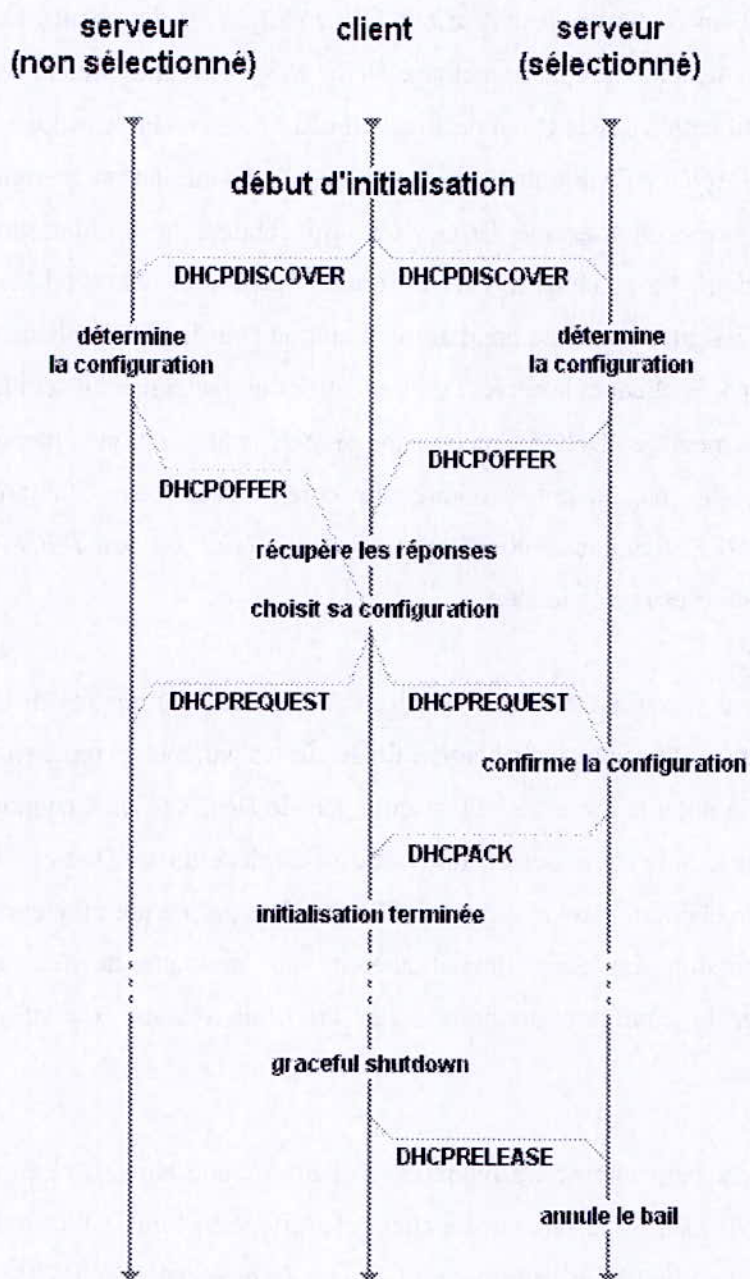 serveur
(non sélectionné)
client
serveur
(sélectionné)
début d'initialisation
DHCPDISCOVER
DHCPDISCOVER
détermine
la configuration
détermine
la configuration
DHCPOFFER
DHCPOFFER
récupère les réponses
choisit sa configuration
DHCPREQUEST
DHCPREQUEST
confirme la configuration
DHCPACK
initialisation terminée
graceful shutdown
DHCPRELEASE
annule le bail